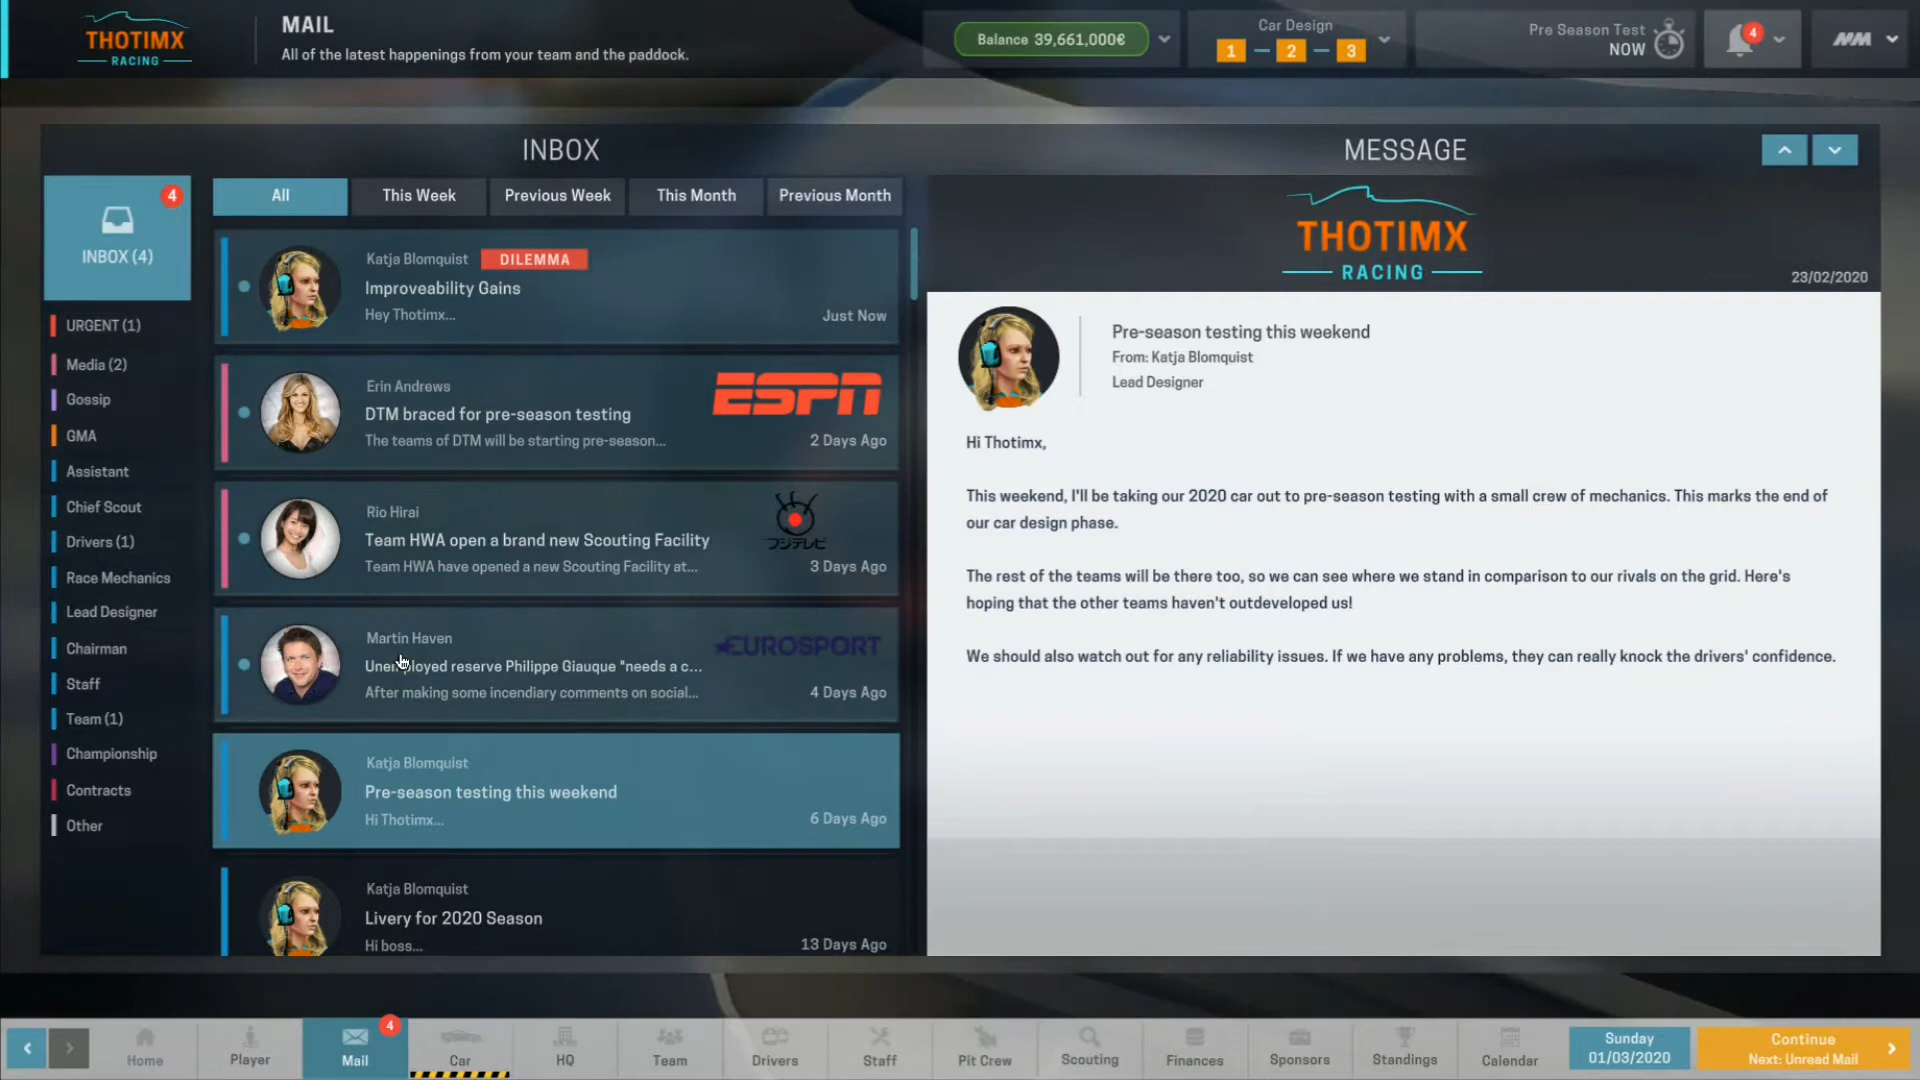 THOTIMX
RACING
MAIL
All of the latest happenings from your team and the paddock.
Balance 39,661,000€
Car Design
1 – 2 – 3
Pre Season Test
NOW
4
INBOX
MESSAGE
4
INBOX (4)
URGENT (1)
Media (2)
Gossip
GMA
Assistant
Chief Scout
Drivers (1)
Race Mechanics
Lead Designer
Chairman
Staff
Team (1)
Championship
Contracts
Other
All
This Week
Previous Week
This Month
Previous Month
Katja Blomquist
DILEMMA
Improveability Gains
Hey Thotimx...
Just Now
Erin Andrews
ESPN
DTM braced for pre-season testing
The teams of DTM will be starting pre-season...
2 Days Ago
Rio Hirai
フジテレビ
Team HWA open a brand new Scouting Facility
Team HWA have opened a new Scouting Facility at...
3 Days Ago
Martin Haven
EUROSPORT
reserve Philippe Giauque "needs a c...
After making some incendiary comments on social...
4 Days Ago
Katja Blomquist
Pre-season testing this weekend
Hi Thotimx...
6 Days Ago
Katja Blomquist
Livery for 2020 Season
Hi boss...
13 Days Ago
THOTIMX
RACING
23/02/2020
Pre-season testing this weekend
From: Katja Blomquist
Lead Designer
Hi Thotimx,
This weekend, I'll be taking our 2020 car out to pre-season testing with a small crew of mechanics. This marks the end of
our car design phase.
The rest of the teams will be there too, so we can see where we stand in comparison to our rivals on the grid. Here's
hoping that the other teams haven't outdeveloped us!
We should also watch out for any reliability issues. If we have any problems, they can really knock the drivers' confidence.
Home
Player
Mail
4
Car
HQ
Team
Drivers
Staff
Pit Crew
Scouting
Finances
Sponsors
Standings
Calendar
Sunday
01/03/2020
Continue
Next: Unread Mail